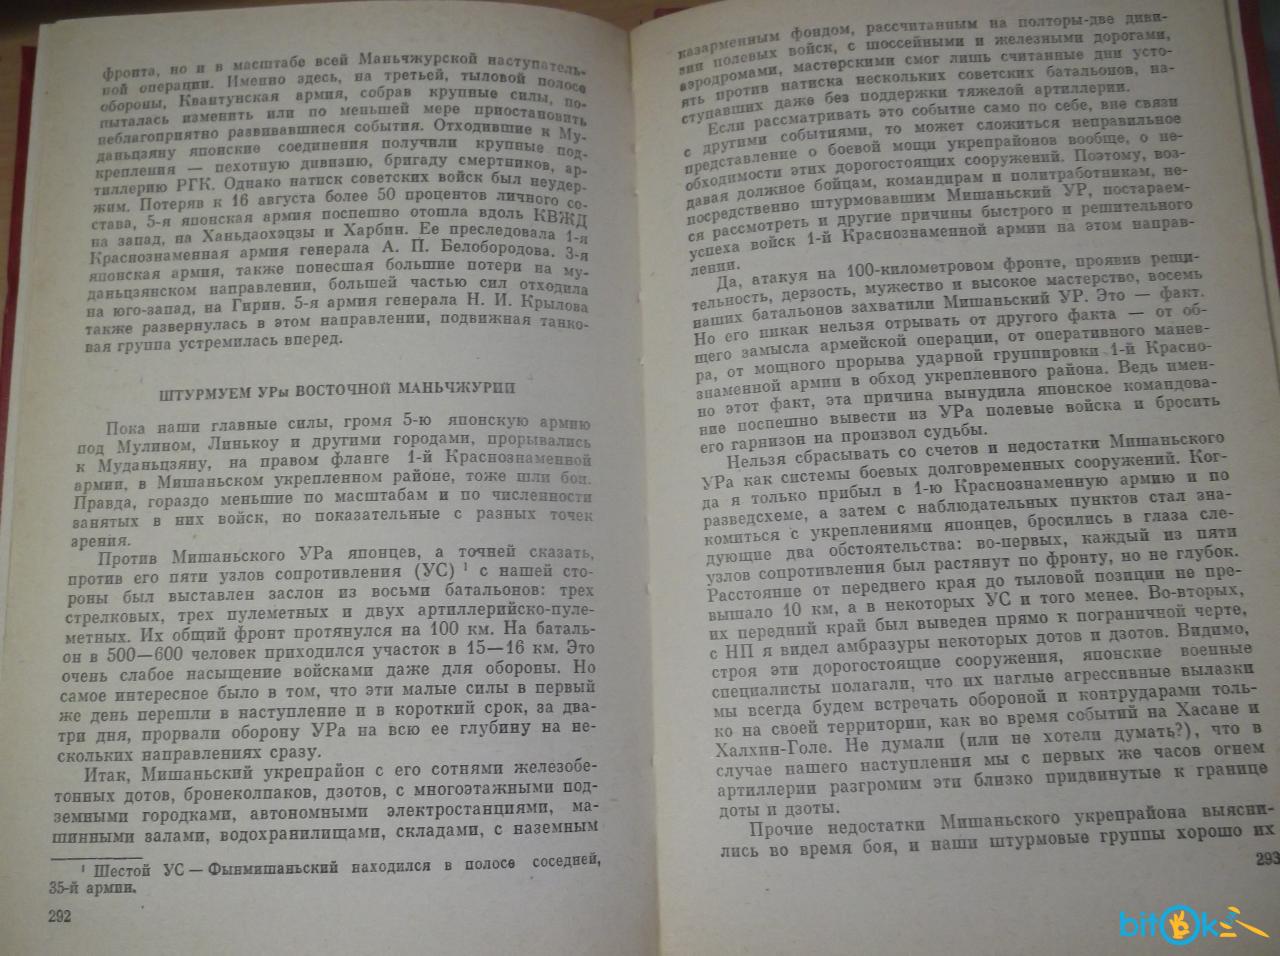 фронта, но и в масштабе всей Маньчжурской наступатель-
ной операции. Именно здесь, на третьей, тыловой полосе
обороны, Квантунская армия, собрав крупные силы, по-
пыталась изменить или по меньшей мере приостановить
неблагоприятно развивавшиеся события. Отходившие к Му-
даньцзяну японские соединения получили крупные под-
крепления — пехотную дивизию, бригаду смертников, ар-
тиллерию РГК. Однако натиск советских войск был неудер-
жим. Потеряв к 16 августа более 50 процентов личного со-
става, 5-я японская армия поспешно отошла вдоль КВЖД
на запад, на Ханьдаохэцзы и Харбин. Ее преследовала 1-я
Краснознаменная армия генерала А. П. Белобородова. 3-я
японская армия, также понесшая большие потери на му-
даньцзянском направлении, большей частью сил отходила
на юго-запад, на Гирин. 5-я армия генерала Н. И. Крылова
также развернулась в этом направлении, подвижная танко-
вая группа устремилась вперед.
ШТУРМУЕМ УРы ВОСТОЧНОЙ МАНЬЧЖУРИИ
Пока наши главные силы, громя 5-ю японскую армию
под Мулином, Линькоу и другими городами, прорывались
к Муданьцзяну, на правом фланге 1-й Краснознаменной
армии, в Мишаньском укрепленном районе, тоже шли бои.
Правда, гораздо меньшие по масштабам и по численности
занятых в них войск, но показательные с разных точек
зрения.
Против Мишаньского УРа японцев, а точней сказать,
против его пяти узлов сопротивления (УС) ¹ с нашей сто-
роны был выставлен заслон из восьми батальонов: трех
стрелковых, трех пулеметных и двух артиллерийско-пуле-
метных. Их общий фронт протянулся на 100 км. На баталь-
он в 500—600 человек приходился участок в 15—16 км. Это
очень слабое насыщение войсками даже для обороны. Но
самое интересное было в том, что эти малые силы в первый
же день перешли в наступление и в короткий срок, за два-
три дня, прорвали оборону УРа на всю ее глубину на не-
скольких направлениях сразу.
Итак, Мишаньский укрепрайон с его сотнями железобе-
тонных дотов, бронеколпаков, дзотов, с многоэтажными под-
земными городками, автономными электростанциями, ма-
шинными залами, водохранилищами, складами, с наземным
¹ Шестой УС — Фынмишаньский находился в полосе соседней,
35-й армии.
292
казарменным фондом, рассчитанным на полторы-две диви-
зии полевых войск, с шоссейными и железными дорогами,
аэродромами, мастерскими смог лишь считанные дни усто-
ять против натиска нескольких советских батальонов, на-
ступавших даже без поддержки тяжелой артиллерии.
Если рассматривать это событие само по себе, вне связи
с другими событиями, то может сложиться неправильное
представление о боевой мощи укрепрайонов вообще, о не-
обходимости этих дорогостоящих сооружений. Поэтому, воз-
давая должное бойцам, командирам и политработникам, не-
посредственно штурмовавшим Мишаньский УР, постараем-
ся рассмотреть и другие причины быстрого и решительного
успеха войск 1-й Краснознаменной армии на этом направ-
лении.
Да, атакуя на 100-километровом фронте, проявив реши-
тельность, дерзость, мужество и высокое мастерство, восемь
наших батальонов захватили Мишаньский УР. Это — факт.
Но его никак нельзя отрывать от другого факта — от об-
щего замысла армейской операции, от оперативного манев-
ра, от мощного прорыва ударной группировки 1-й Красно-
знаменной армии в обход укрепленного района. Ведь имен-
но этот факт, эта причина вынудила японское командова-
ние поспешно вывести из УРа полевые войска и бросить
его гарнизон на произвол судьбы.
Нельзя сбрасывать со счетов и недостатки Мишаньского
УРа как системы боевых долговременных сооружений. Ког-
да я только прибыл в 1-ю Краснознаменную армию и по
разведсхеме, а затем с наблюдательных пунктов стал зна-
комиться с укреплениями японцев, бросились в глаза сле-
дующие два обстоятельства: во-первых, каждый из пяти
узлов сопротивления был растянут по фронту, но не глубок.
Расстояние от переднего края до тыловой позиции не пре-
вышало 10 км, а в некоторых УС и того менее. Во-вторых,
их передний край был выведен прямо к пограничной черте,
с НП я видел амбразуры некоторых дотов и дзотов. Видимо,
строя эти дорогостоящие сооружения, японские военные
специалисты полагали, что их наглые агрессивные вылазки
мы всегда будем встречать обороной и контрударами толь-
ко на своей территории, как во время событий на Хасане и
Халхин-Голе. Не думали (или не хотели думать?), что в
случае нашего наступления мы с первых же часов огнем
артиллерии разгромим эти близко придвинутые к границе
доты и дзоты.
Прочие недостатки Мишаньского укрепрайона выясни-
лись во время боя, и наши штурмовые группы хорошо их
293
bitOk